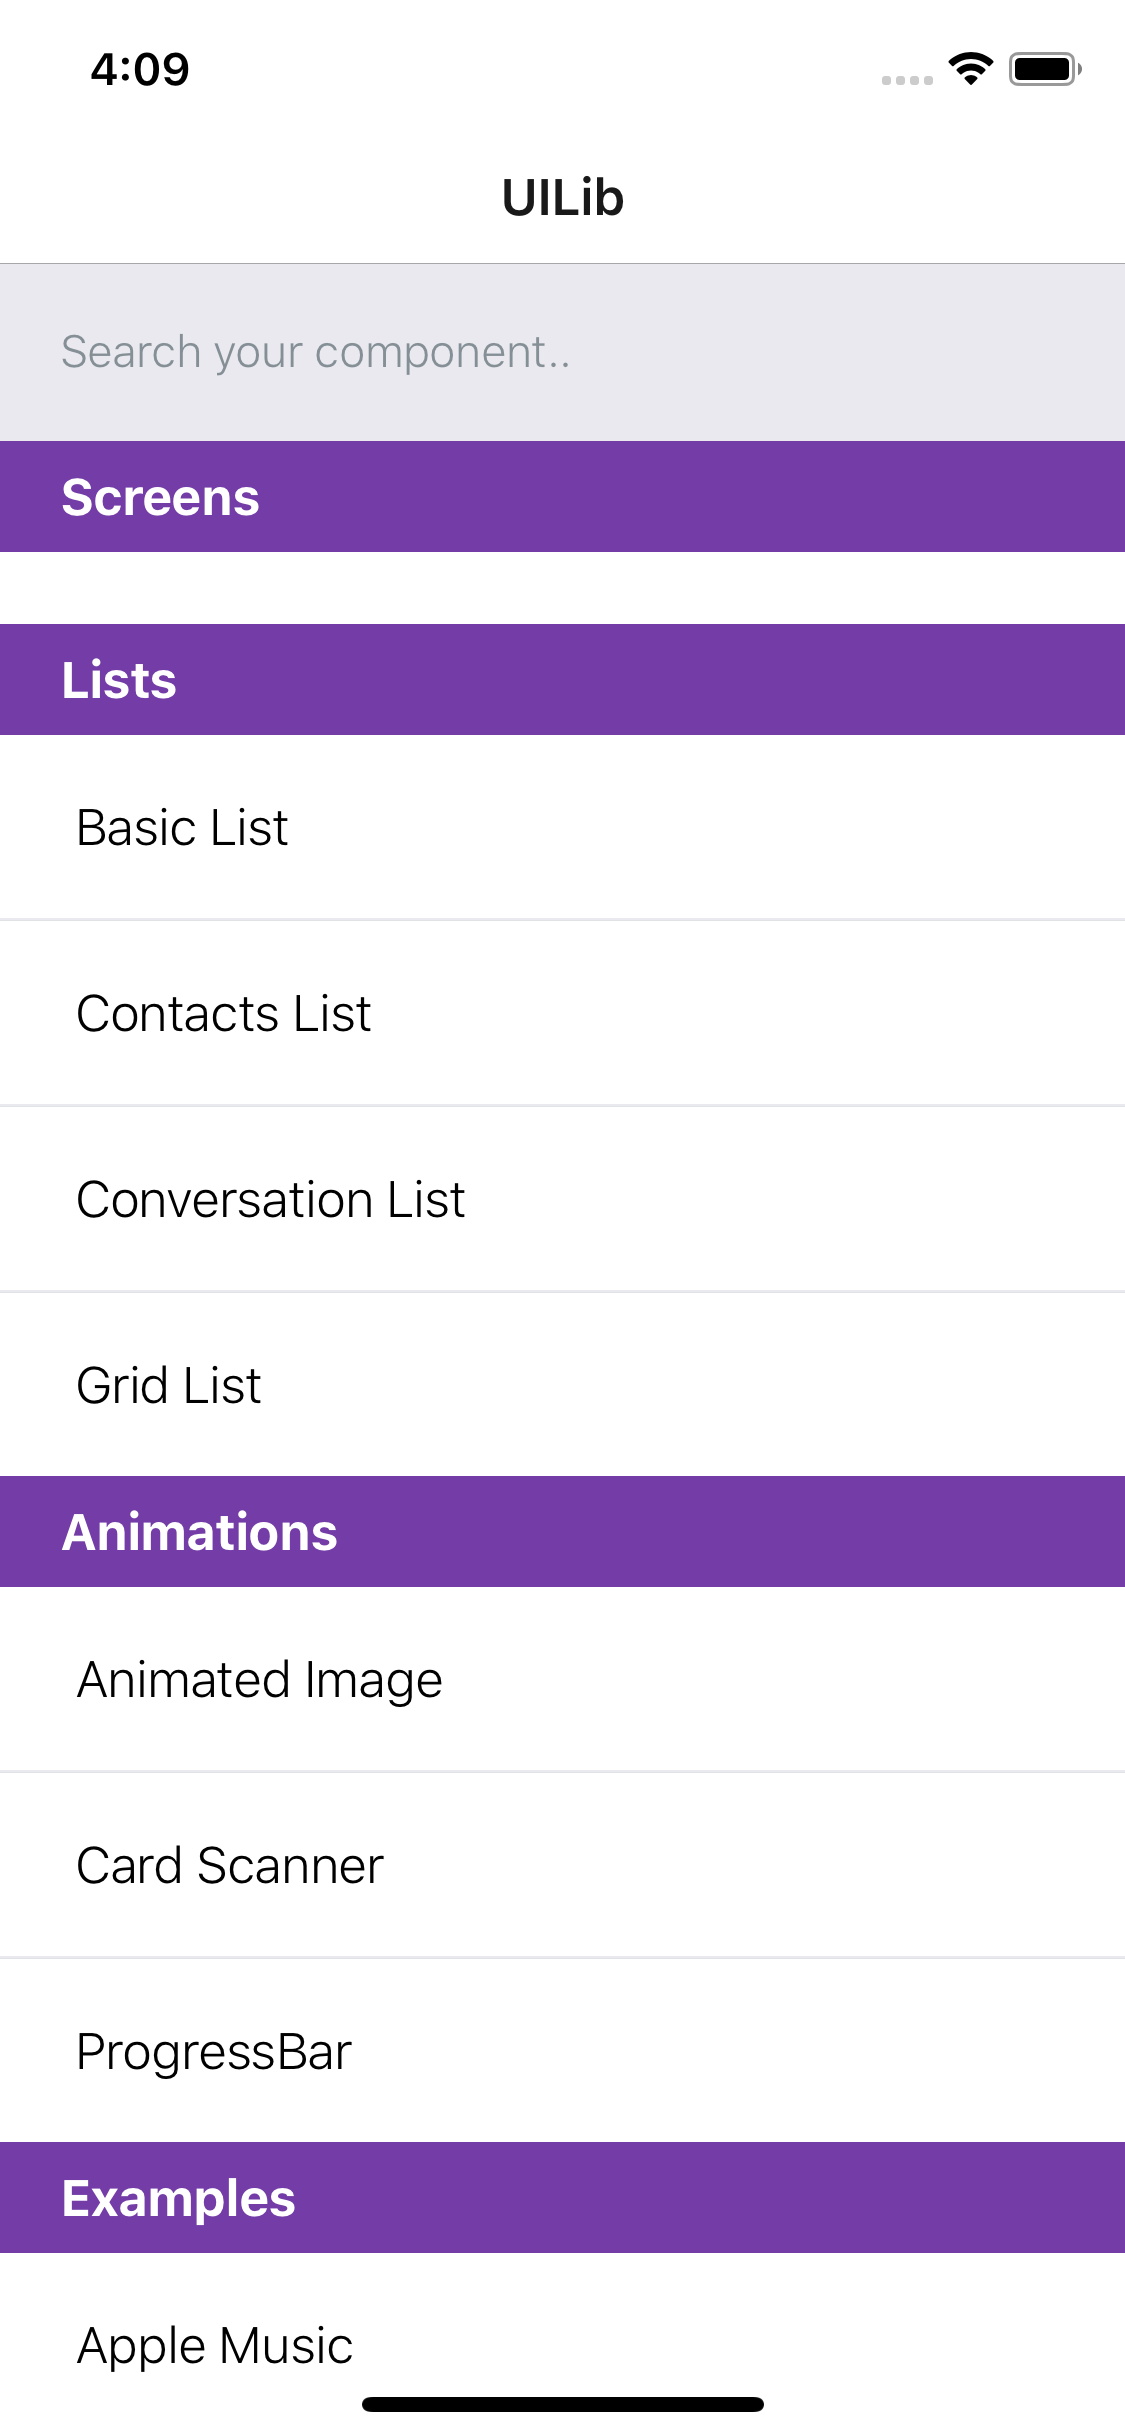 4:09
UILib
Search your component..
Screens
Lists
Basic List
Contacts List
Conversation List
Grid List
Animations
Animated Image
Card Scanner
ProgressBar
Examples
Apple Music